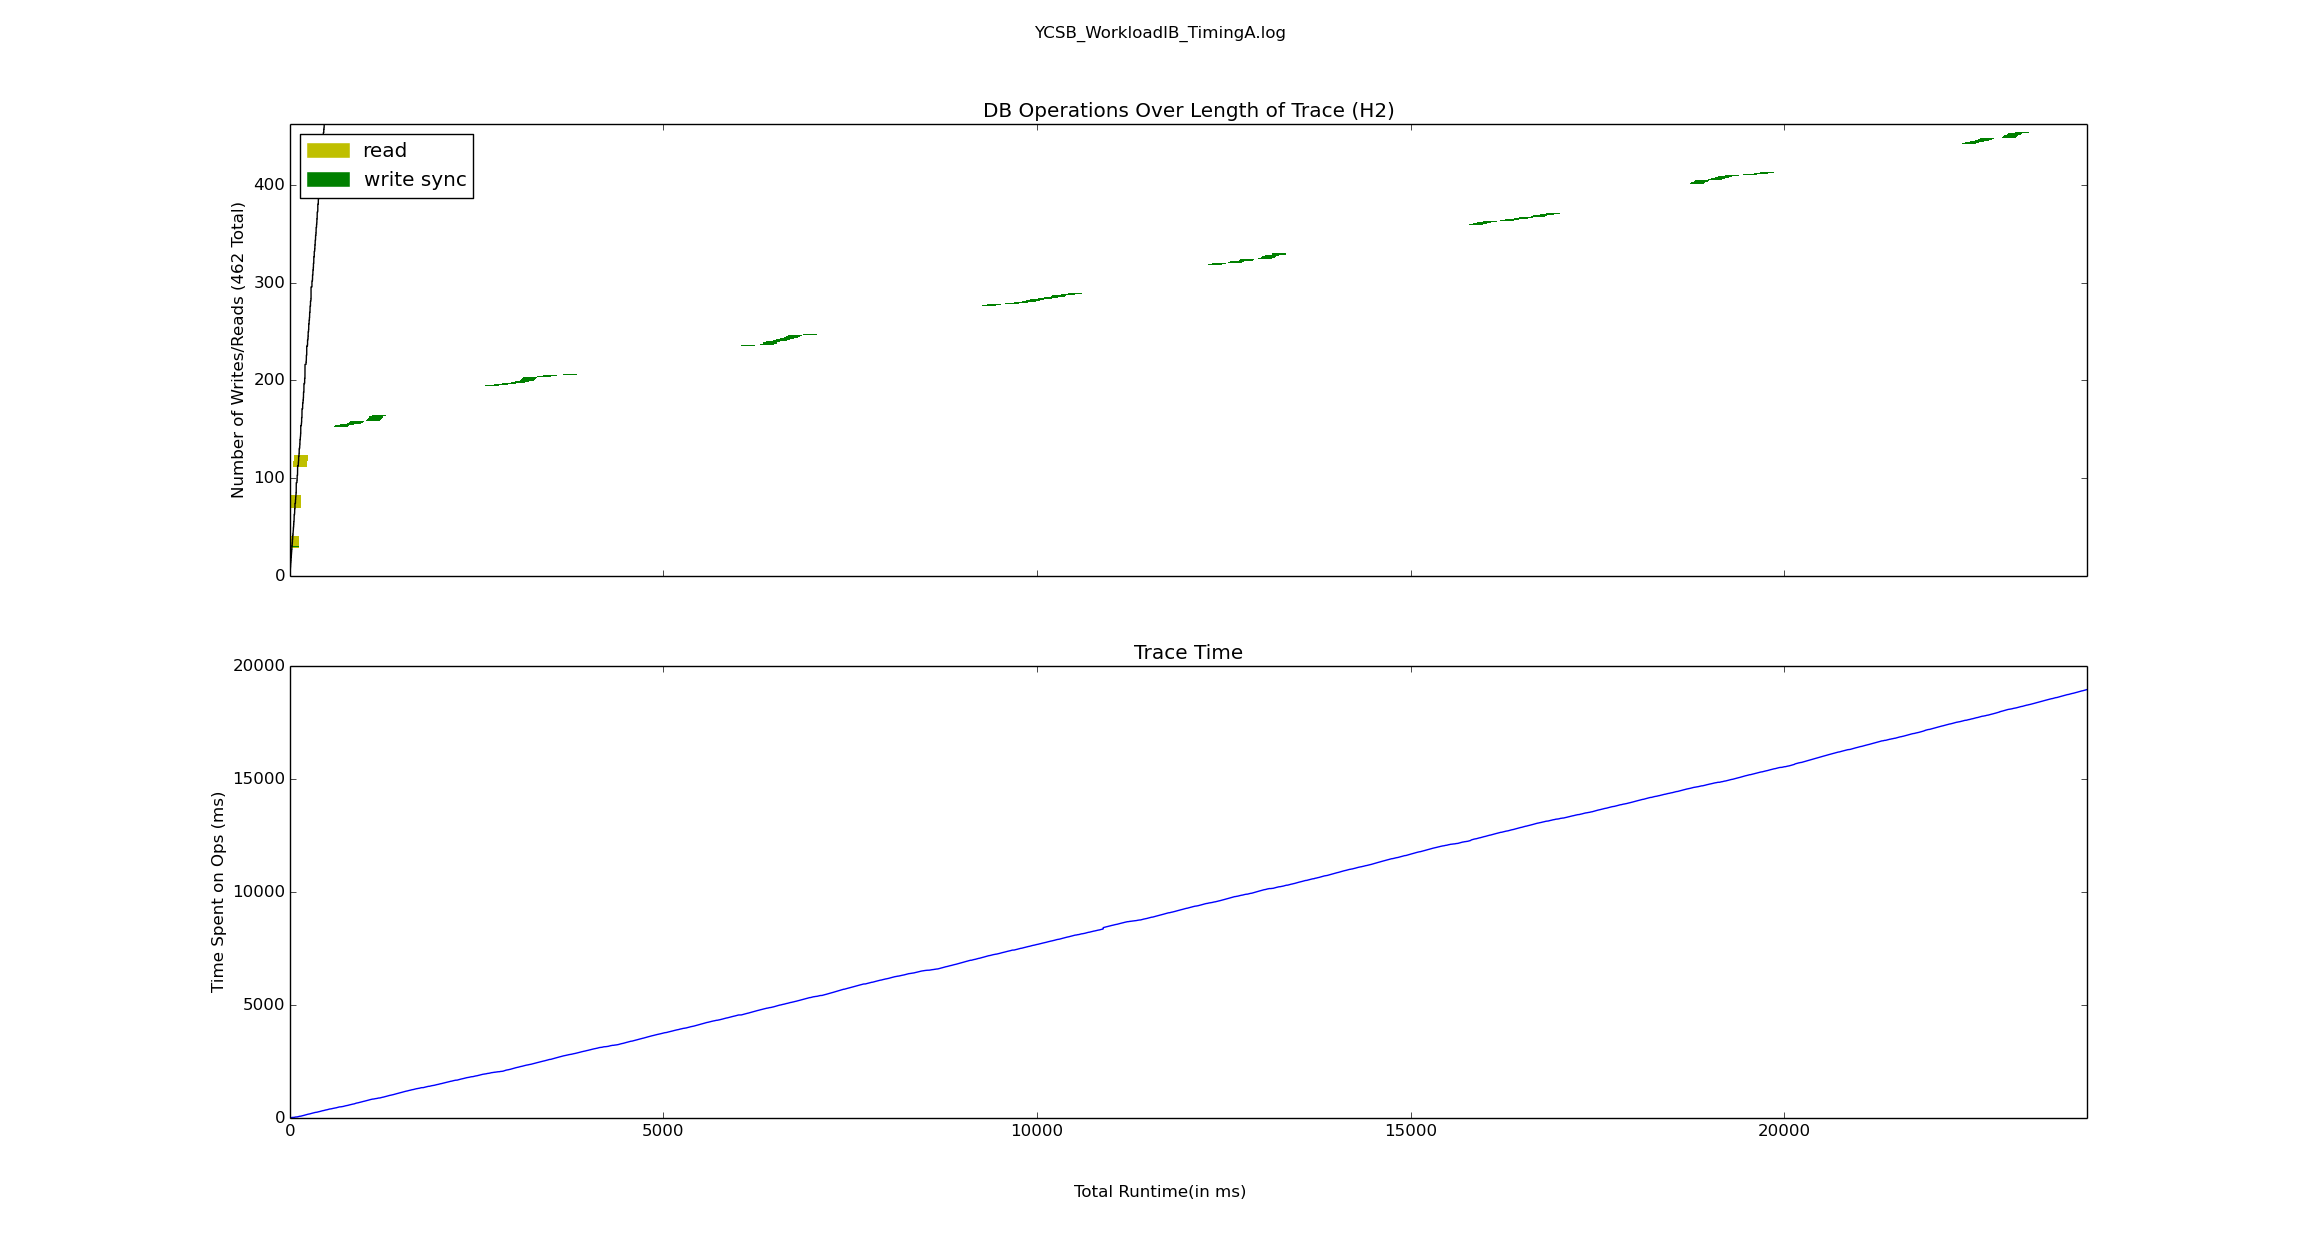 YCSB_WorkloadIB_TimingA.log
DB Operations Over Length of Trace (H2)
read
write sync
Number of Writes/Reads (462 Total)
400
300
200
100
0
Trace Time
Time Spent on Ops (ms)
20000
15000
10000
5000
0
0 5000 10000 15000 20000
Total Runtime(in ms)